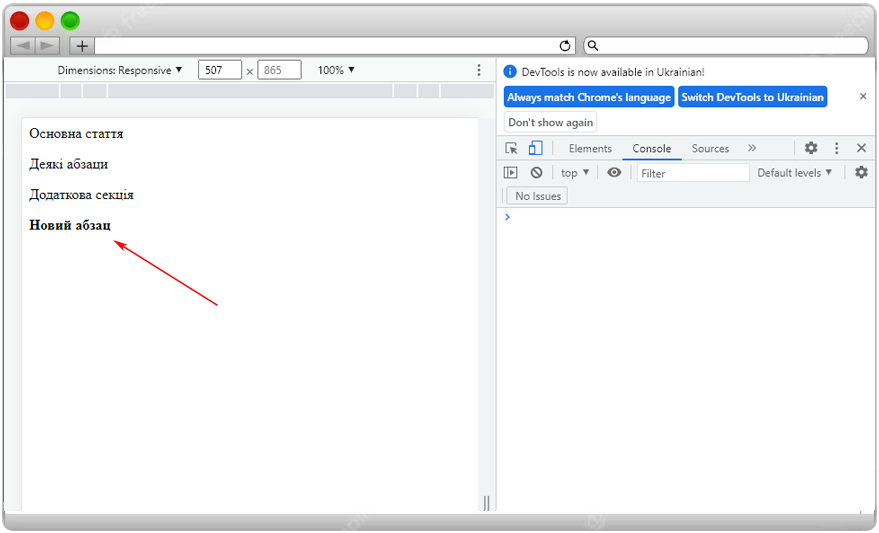 Dimensions: Responsive ▼ 507 × 865 100% ▼
DevTools is now available in Ukrainian!
Always match Chrome's language Switch DevTools to Ukrainian ×
Don't show again
Elements Console Sources »
top ▼ Filter Default levels ▼
No Issues
Основна стаття
Деякі абзаци
Додаткова секція
Новий абзац